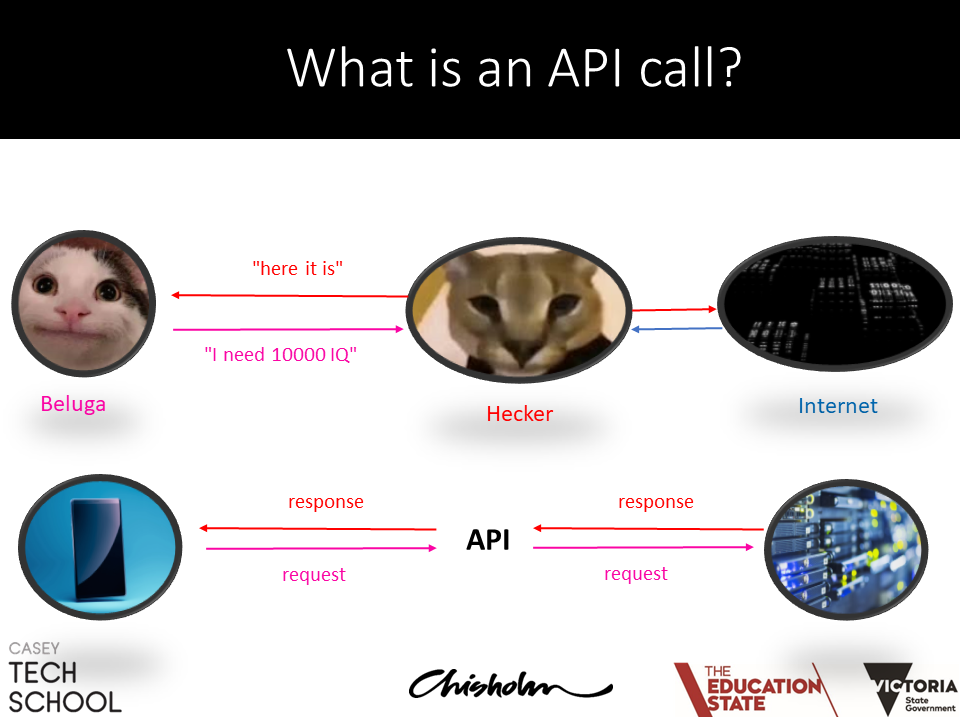 What is an API call?
"here it is"
"I need 10000 IQ"
Beluga
Hecker
Internet
response
response
API
request
request
CASEY
TECH
SCHOOL
Chisholm
THE
EDUCATION
STATE
VICTORIA
State
Government